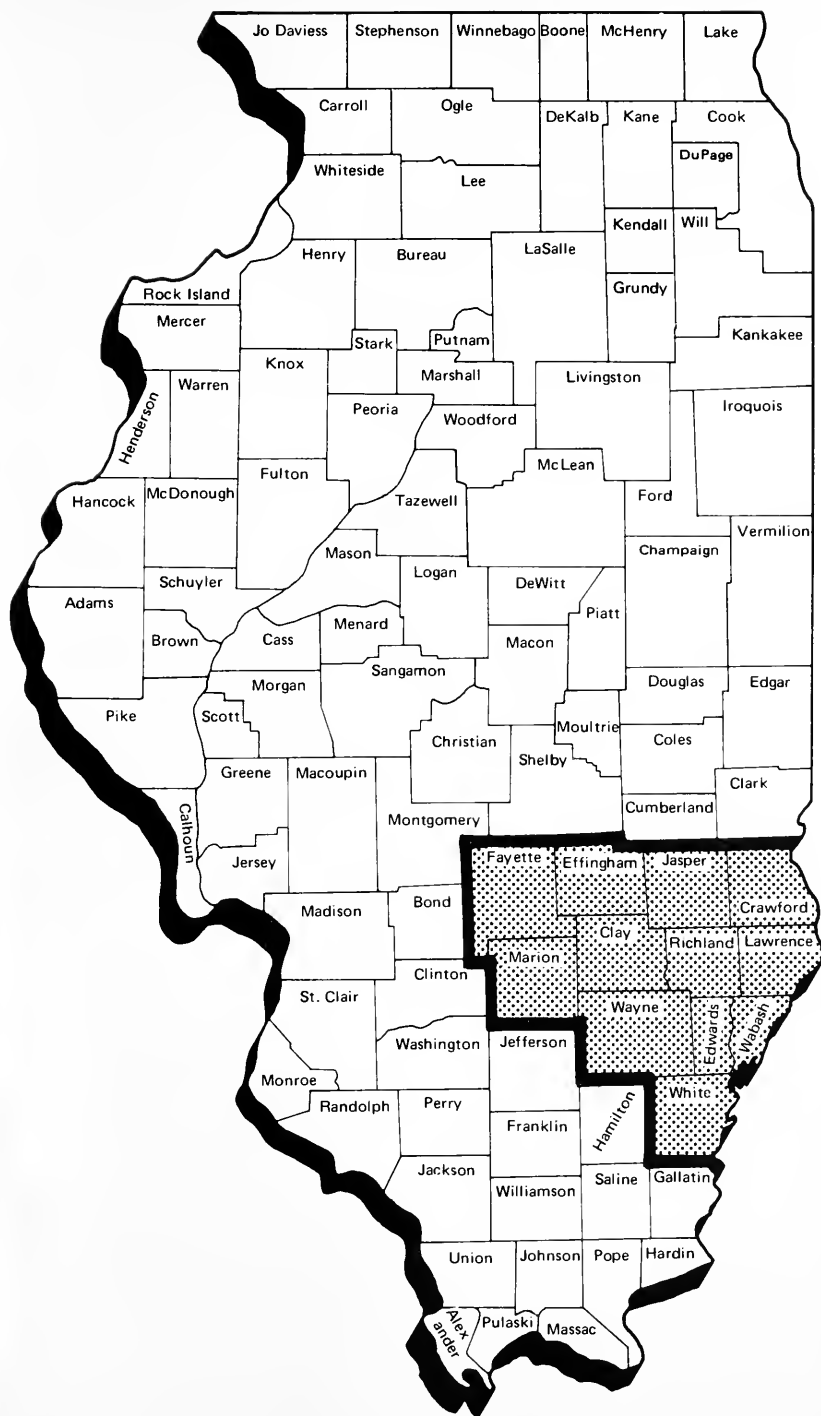 Jo Daviess
Stephenson
Winnebago
Boone
McHenry
Lake
Carroll
Ogle
DeKalb
Kane
Cook
DuPage
Whiteside
Lee
Kendall
Will
Henry
Bureau
LaSalle
Grundy
Rock Island
Mercer
Stark
Putnam
Kankakee
Knox
Marshall
Livingston
Warren
Henderson
Peoria
Woodford
Iroquois
McLean
Fulton
Hancock
McDonough
Tazewell
Ford
Vermilion
Mason
Champaign
Schuyler
Logan
DeWitt
Adams
Menard
Piatt
Brown
Cass
Macon
Sangamon
Morgan
Douglas
Edgar
Pike
Scott
Christian
Moultrie
Coles
Shelby
Greene
Macoupin
Clark
Cumberland
Calhoun
Montgomery
Jersey
Fayette
Effingham
Jasper
Bond
Madison
Crawford
Clay
Richland
Lawrence
Marion
Clinton
St. Clair
Wayne
Edwards
Wabash
Washington
Jefferson
Monroe
White
Randolph
Perry
Hamilton
Franklin
Jackson
Saline
Gallatin
Williamson
Union
Johnson
Pope
Hardin
Alex
ander
Pulaski
Massac